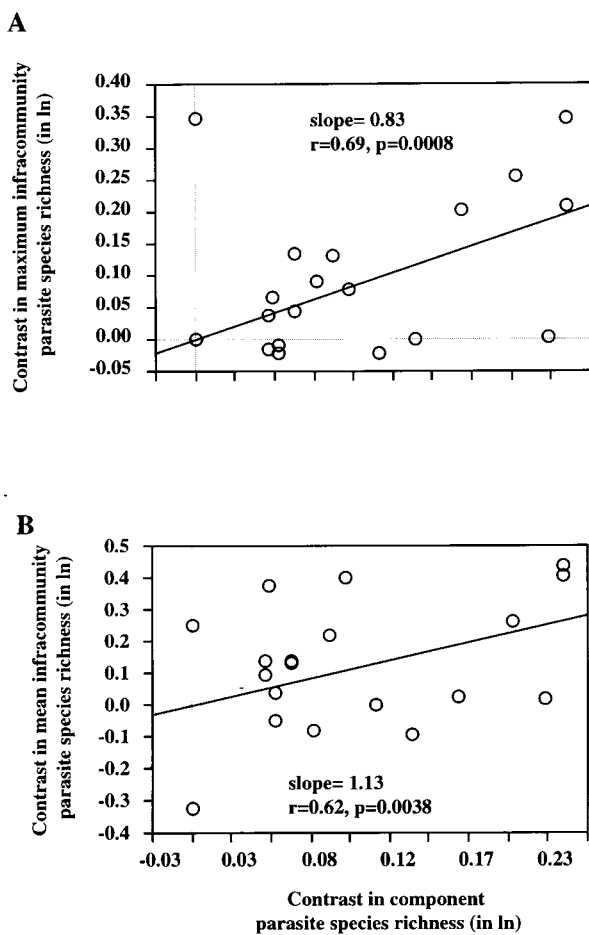 A
Contrast in maximum infracommunity
parasite species richness (in ln)
0.40
0.35
0.30
0.25
0.20
0.15
0.10
0.05
0.00
-0.05
slope= 0.83
r=0.69, p=0.0008
B
Contrast in mean infracommunity
parasite species richness (in ln)
0.5
0.4
0.3
0.2
0.1
0.0
-0.1
-0.2
-0.3
-0.4
slope= 1.13
r=0.62, p=0.0038
-0.03 0.03 0.08 0.12 0.17 0.23
Contrast in component
parasite species richness (in ln)